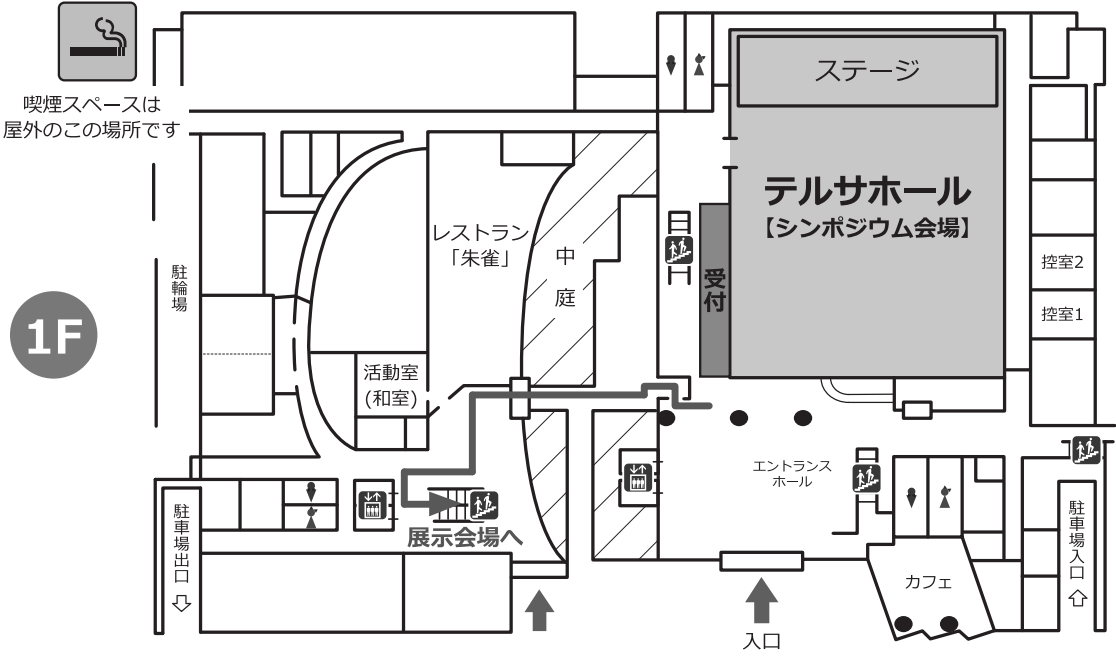 喫煙スペースは
屋外のこの場所です
ステージ
テルサホール
【シンポジウム会場】
レストラン
「朱雀」
中庭
受付
控室2
控室1
駐輪場
1F
活動室
(和室)
エントランス
ホール
展示会場へ
駐車場出口
駐車場入口
カフェ
入口